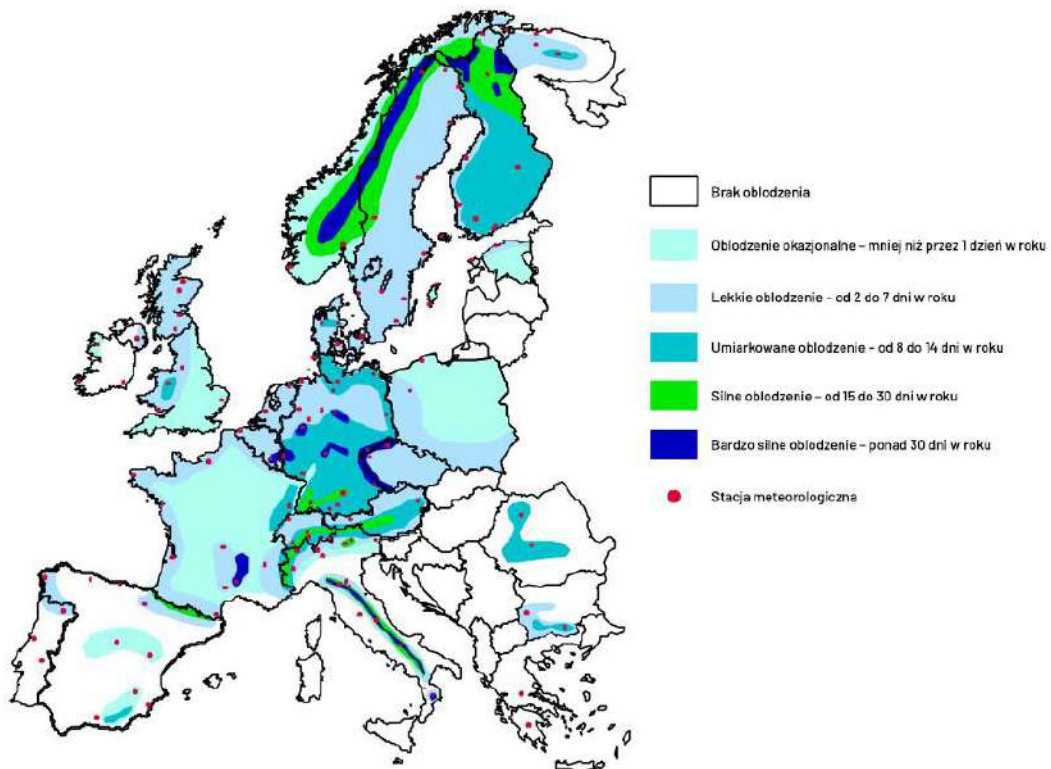 Brak oblodzenia
Oblodzenie okazjonalne – mniej niż przez 1 dzień w roku
Lekkie oblodzenie – od 2 do 7 dni w roku
Umiarkowane oblodzenie – od 8 do 14 dni w roku
Silne oblodzenie – od 15 do 30 dni w roku
Bardzo silne oblodzenie – ponad 30 dni w roku
Stacja meteorologiczna